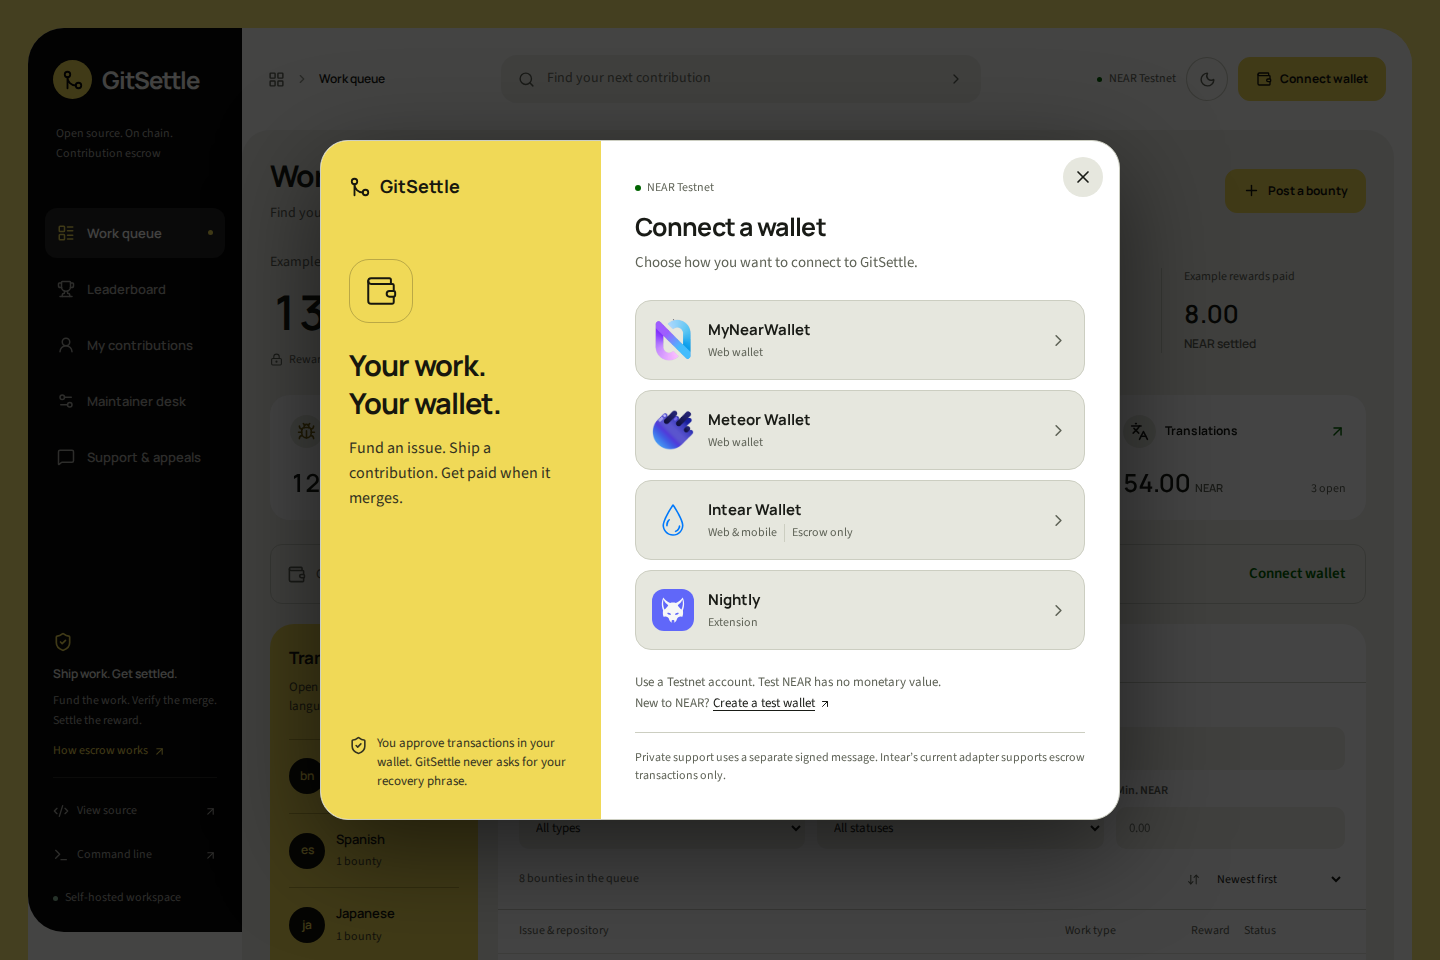 GitSettle
Open source. On chain.
Contribution escrow
Work queue
Leaderboard
My contributions
Maintainer desk
Support & appeals
Ship work. Get settled.
Fund the work. Verify the merge.
Settle the reward.
How escrow works
View source
Command line
Self-hosted workspace
Work queue
Find your next contribution
NEAR Testnet
Connect wallet
Post a bounty
Example
Example rewards paid
13
8.00
NEAR settled
12
Translations
54.00 NEAR
3 open
Connect wallet
GitSettle
Your work.
Your wallet.
Fund an issue. Ship a
contribution. Get paid when it
merges.
You approve transactions in your
wallet. GitSettle never asks for your
recovery phrase.
NEAR Testnet
Connect a wallet
Choose how you want to connect to GitSettle.
MyNearWallet
Web wallet
Meteor Wallet
Web wallet
Intear Wallet
Web & mobile
Escrow only
Nightly
Extension
Use a Testnet account. Test NEAR has no monetary value.
New to NEAR? Create a test wallet
Private support uses a separate signed message. Intear's current adapter supports escrow
transactions only.
Open
bn
es
Spanish
1 bounty
ja
Japanese
1 bounty
Min. NEAR
All types
All statuses
0.00
8 bounties in the queue
Newest first
Issue & repository
Work type
Reward
Status